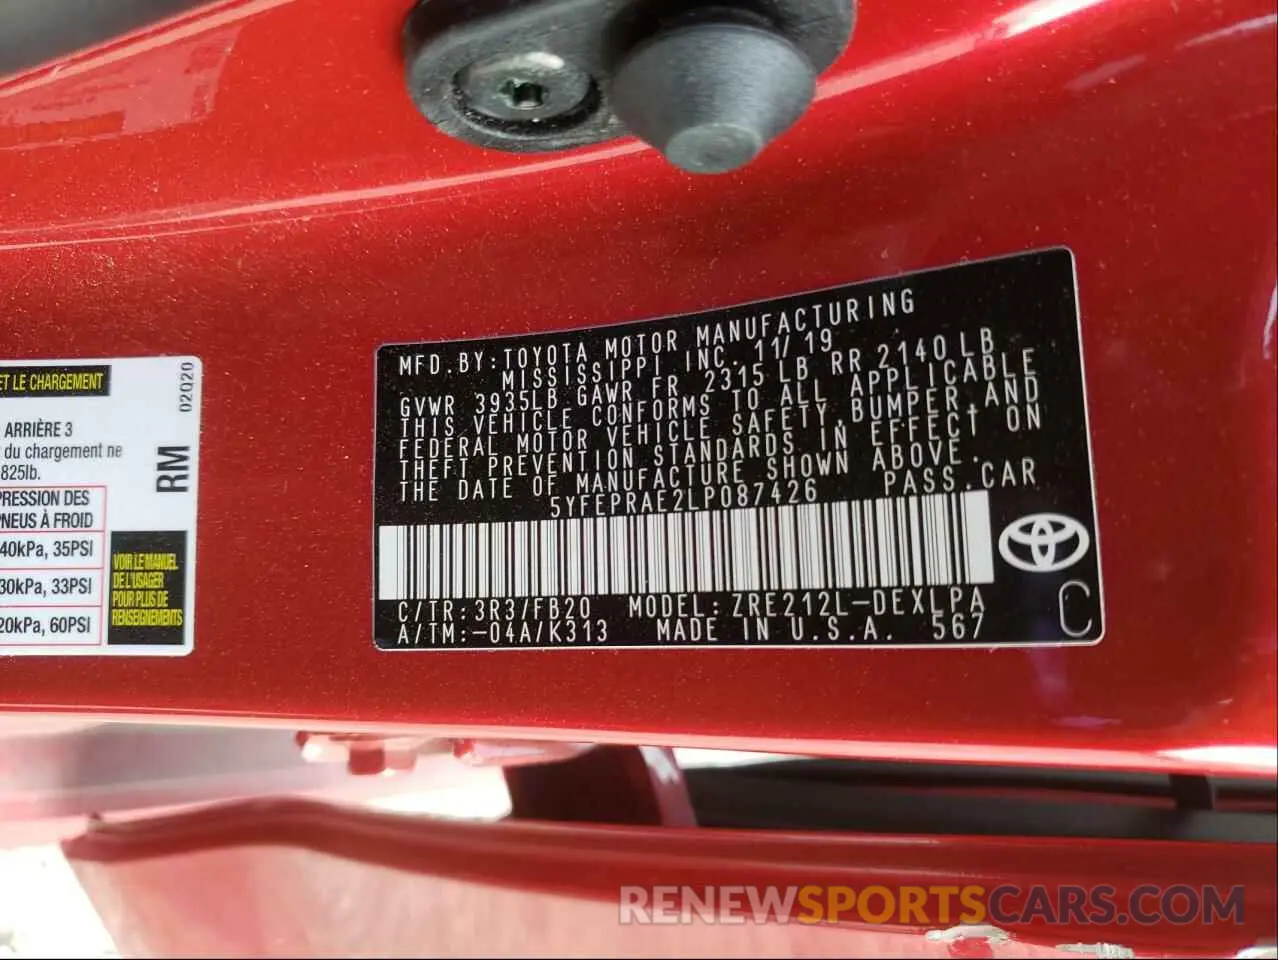 ET LE CHARGEMENT
02020
ARRIÈRE 3
du chargement ne
825lb.
RM
PRESSION DES
PNEUS À FROID
40kPa, 35PSI
30kPa, 33PSI
20kPa, 60PSI
VOIR LE MANUEL
DE L'USAGER
POUR PLUS DE
RENSEIGNEMENTS
MFD.BY:TOYOTA MOTOR MANUFACTURING
MISSISSIPPI INC. 11/19
GVWR 3935LB GAWR FR 2315LB RR 2140LB
THIS VEHICLE CONFORMS TO ALL APPLICABLE
FEDERAL MOTOR VEHICLE SAFETY,BUMPER,AND
THEFT PREVENTION STANDARDS IN EFFECT ON
THE DATE OF MANUFACTURE SHOWN ABOVE.
5YFEPRAE2LP087426 PASS.CAR
C/TR:3R3/FB20 MODEL:ZRE212L-DEXLPA
A/TM:-04A/K313 MADE IN U.S.A. 567
C
RENEWSPORTSCARS.COM